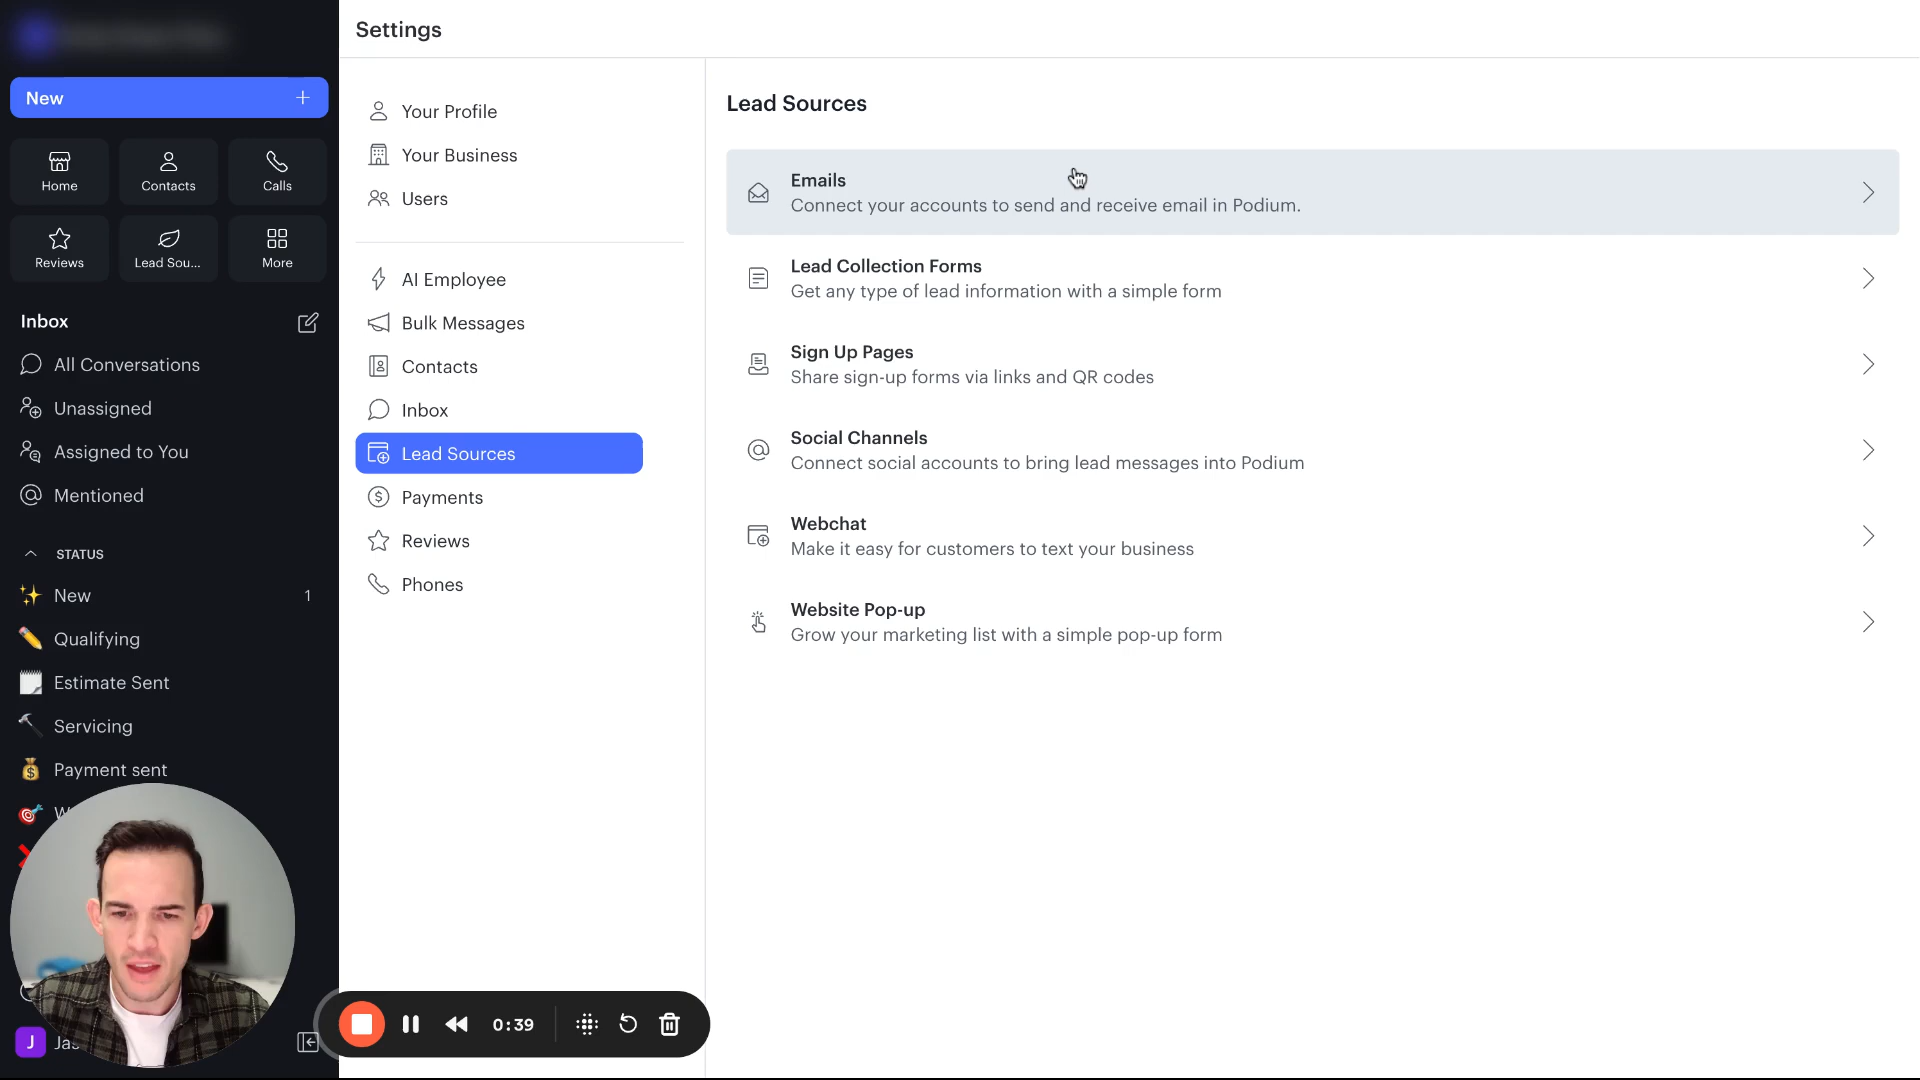 New
Home
Contacts
Calls
Reviews
Lead Sou...
More
Inbox
All Conversations
Unassigned
Assigned to You
Mentioned
STATUS
New
1
Qualifying
Estimate Sent
Servicing
Payment sent
J
Settings
Your Profile
Your Business
Users
AI Employee
Bulk Messages
Contacts
Inbox
Lead Sources
Payments
Reviews
Phones
0:39
Lead Sources
Emails
Connect your accounts to send and receive email in Podium.
Lead Collection Forms
Get any type of lead information with a simple form
Sign Up Pages
Share sign-up forms via links and QR codes
Social Channels
Connect social accounts to bring lead messages into Podium
Webchat
Make it easy for customers to text your business
Website Pop-up
Grow your marketing list with a simple pop-up form